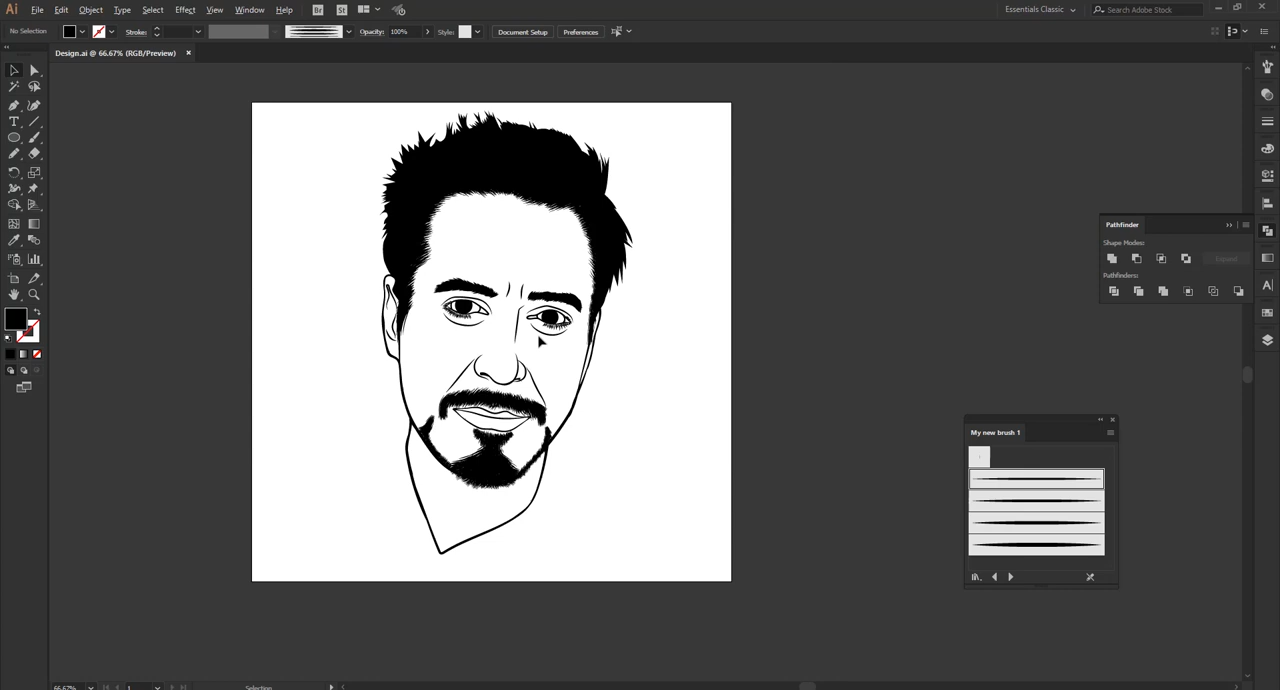 Ai File Edit Object Type Select Effect View Window Help Br St Essentials Classic Search Adobe Stock
No Selection Stroke: Opacity: 100% Style: Document Setup Preferences
Design.ai @ 66.67% (RGB/Preview) ×
Pathfinder
Shape Modes:
Expand
Pathfinders:
My new brush 1
66.67% 1 Selection